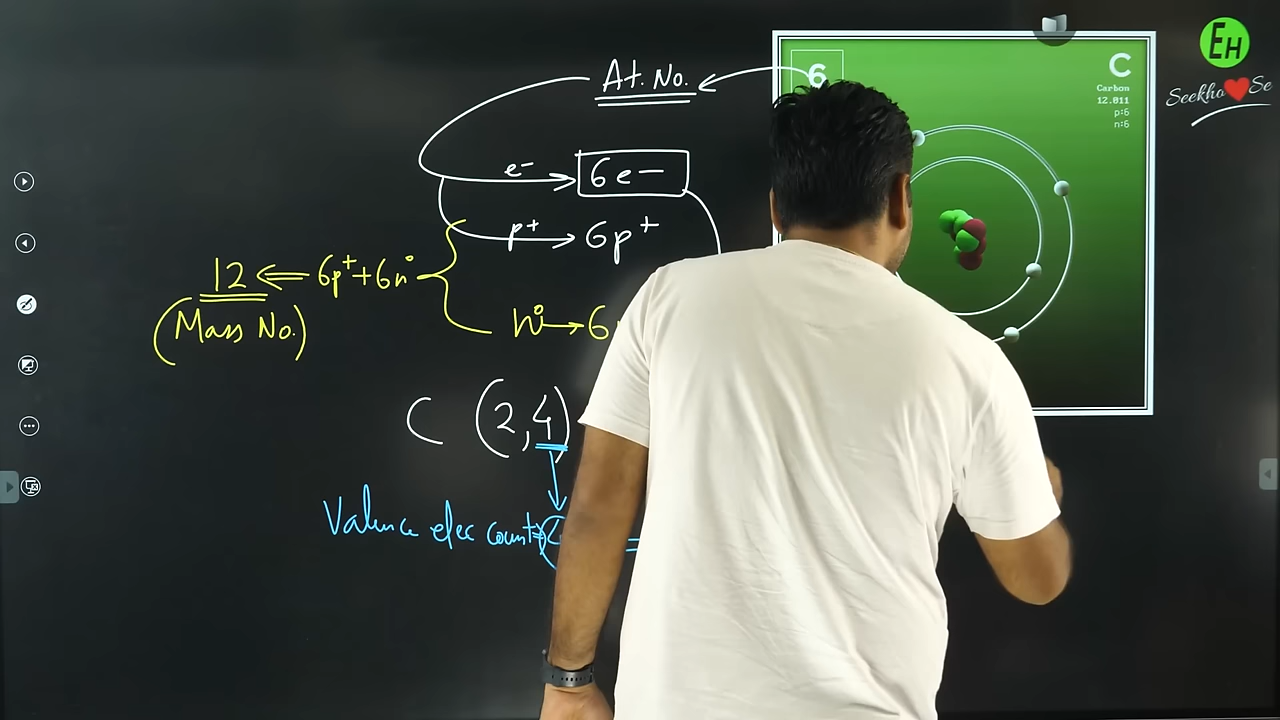 At. No.
6
C
Carbon
12.011
p:6
n:6
EH
Seekho Se
e- 6e-
p+ 6p+
12 6p+ + 6n°
(Mass No.)
n° 6
C (2,4)
Valence elec count